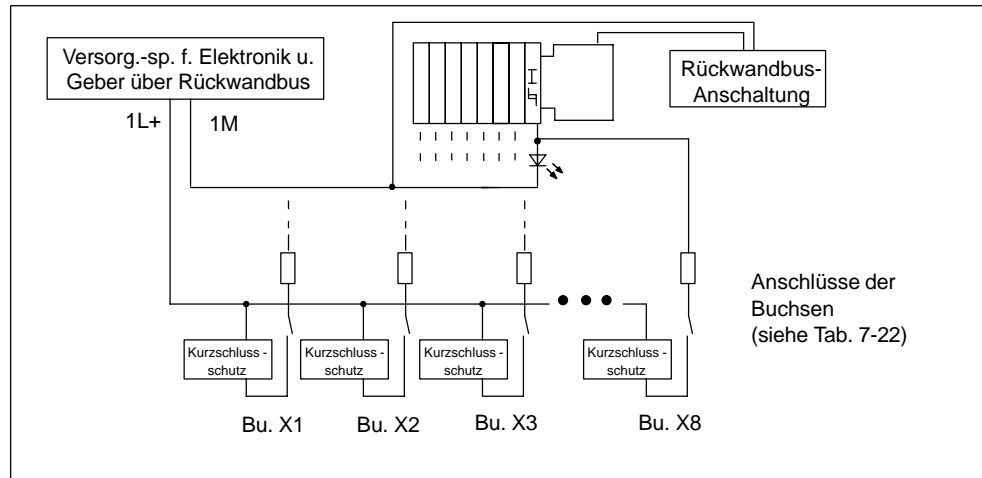 Versorg.-sp. f. Elektronik u.
Geber über Rückwandbus
Rückwandbus-
Anschaltung
1L+
1M
Anschlüsse der
Buchsen
(siehe Tab. 7-22)
Kurzschluss -
schutz
Kurzschluss -
schutz
Kurzschluss -
schutz
Kurzschluss -
schutz
Bu. X1
Bu. X2
Bu. X3
Bu. X8